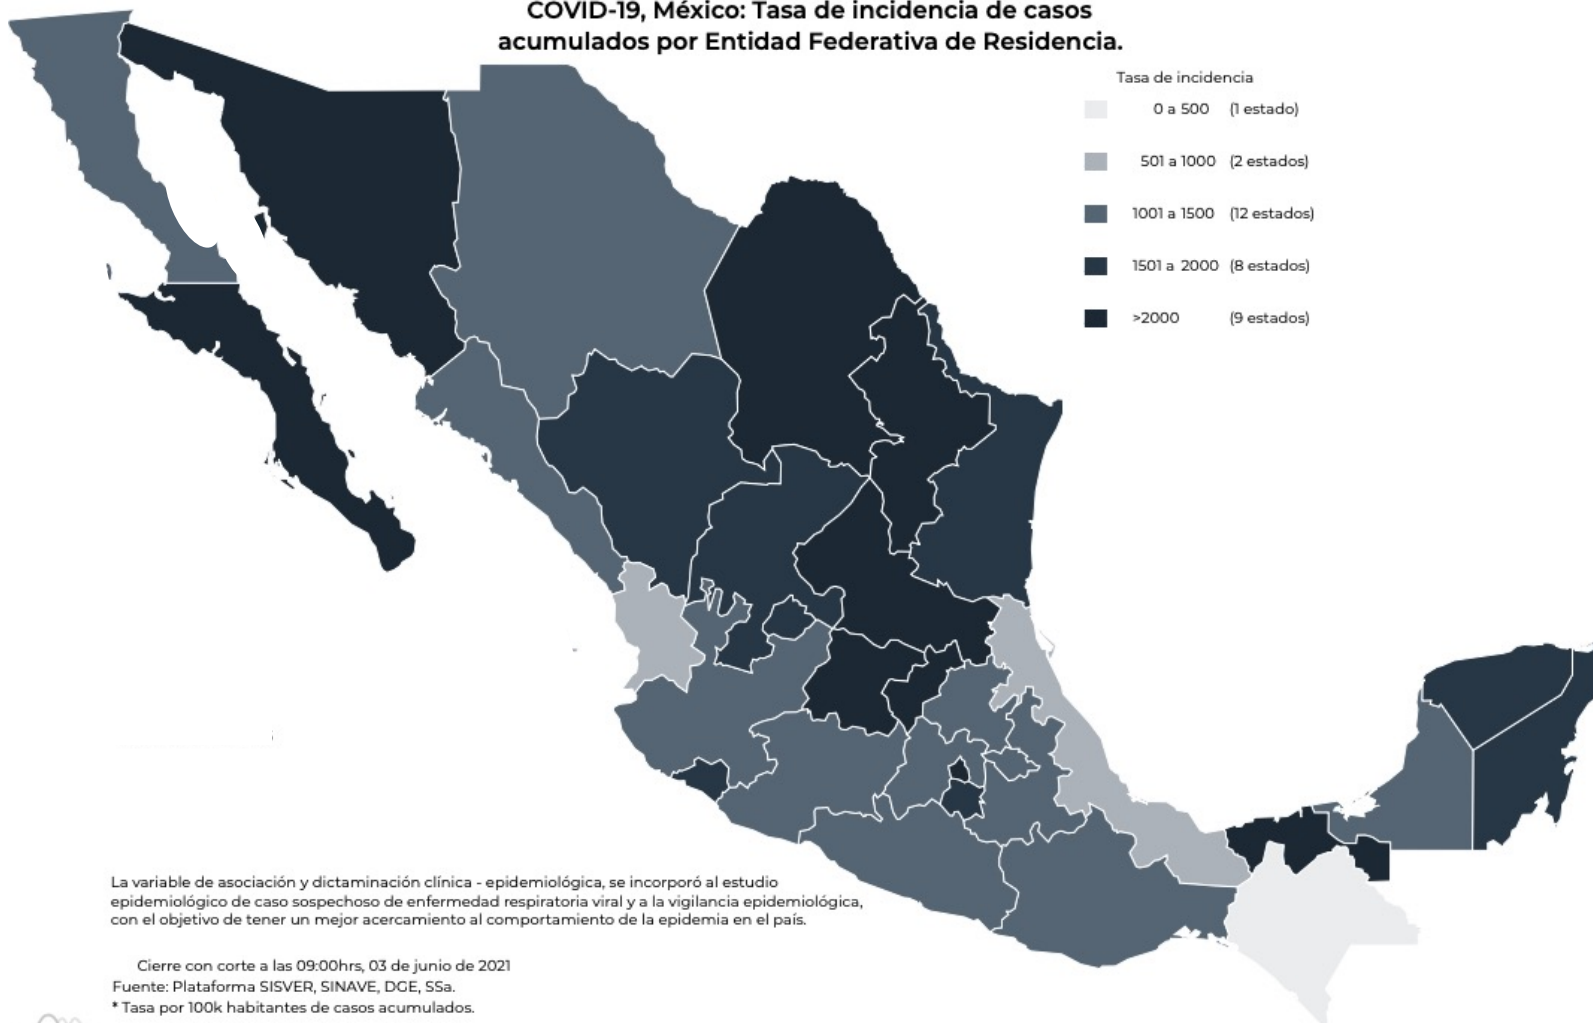 COVID-19, México: Tasa de incidencia de casos
acumulados por Entidad Federativa de Residencia.
Tasa de incidencia
0 a 500 (1 estado)
501 a 1000 (2 estados)
1001 a 1500 (12 estados)
1501 a 2000 (8 estados)
>2000 (9 estados)
La variable de asociación y dictaminación clínica - epidemiológica, se incorporó al estudio
epidemiológico de caso sospechoso de enfermedad respiratoria viral y a la vigilancia epidemiológica,
con el objetivo de tener un mejor acercamiento al comportamiento de la epidemia en el país.
Cierre con corte a las 09:00hrs, 03 de junio de 2021
Fuente: Plataforma SISVER, SINAVE, DGE, SSa.
* Tasa por 100k habitantes de casos acumulados.